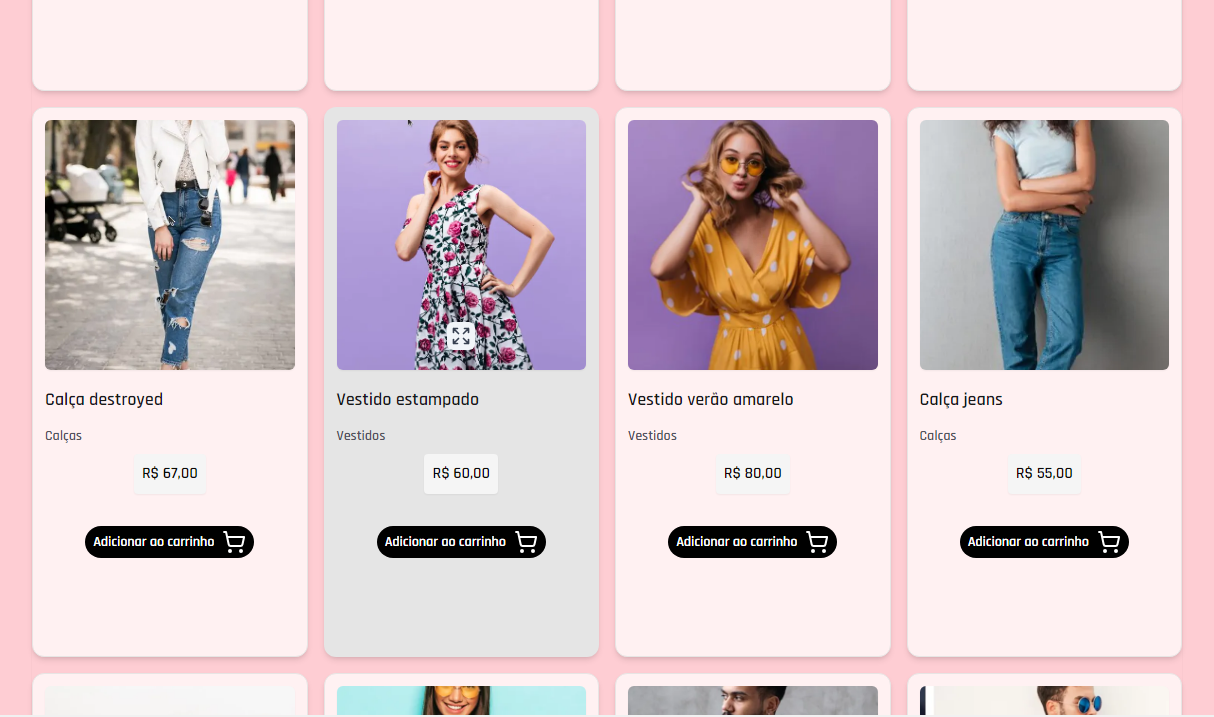 Calça destroyed
Calças
R$ 67,00
Adicionar ao carrinho
Vestido estampado
Vestidos
R$ 60,00
Adicionar ao carrinho
Vestido verão amarelo
Vestidos
R$ 80,00
Adicionar ao carrinho
Calça jeans
Calças
R$ 55,00
Adicionar ao carrinho